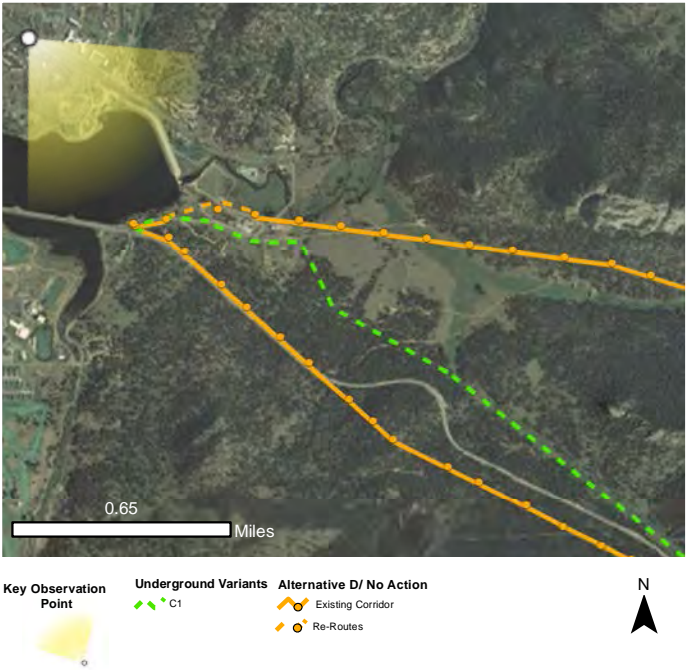 0.65
Miles
Key Observation
Point
Underground Variants
C1
Alternative D/ No Action
Existing Corridor
Re-Routes
N